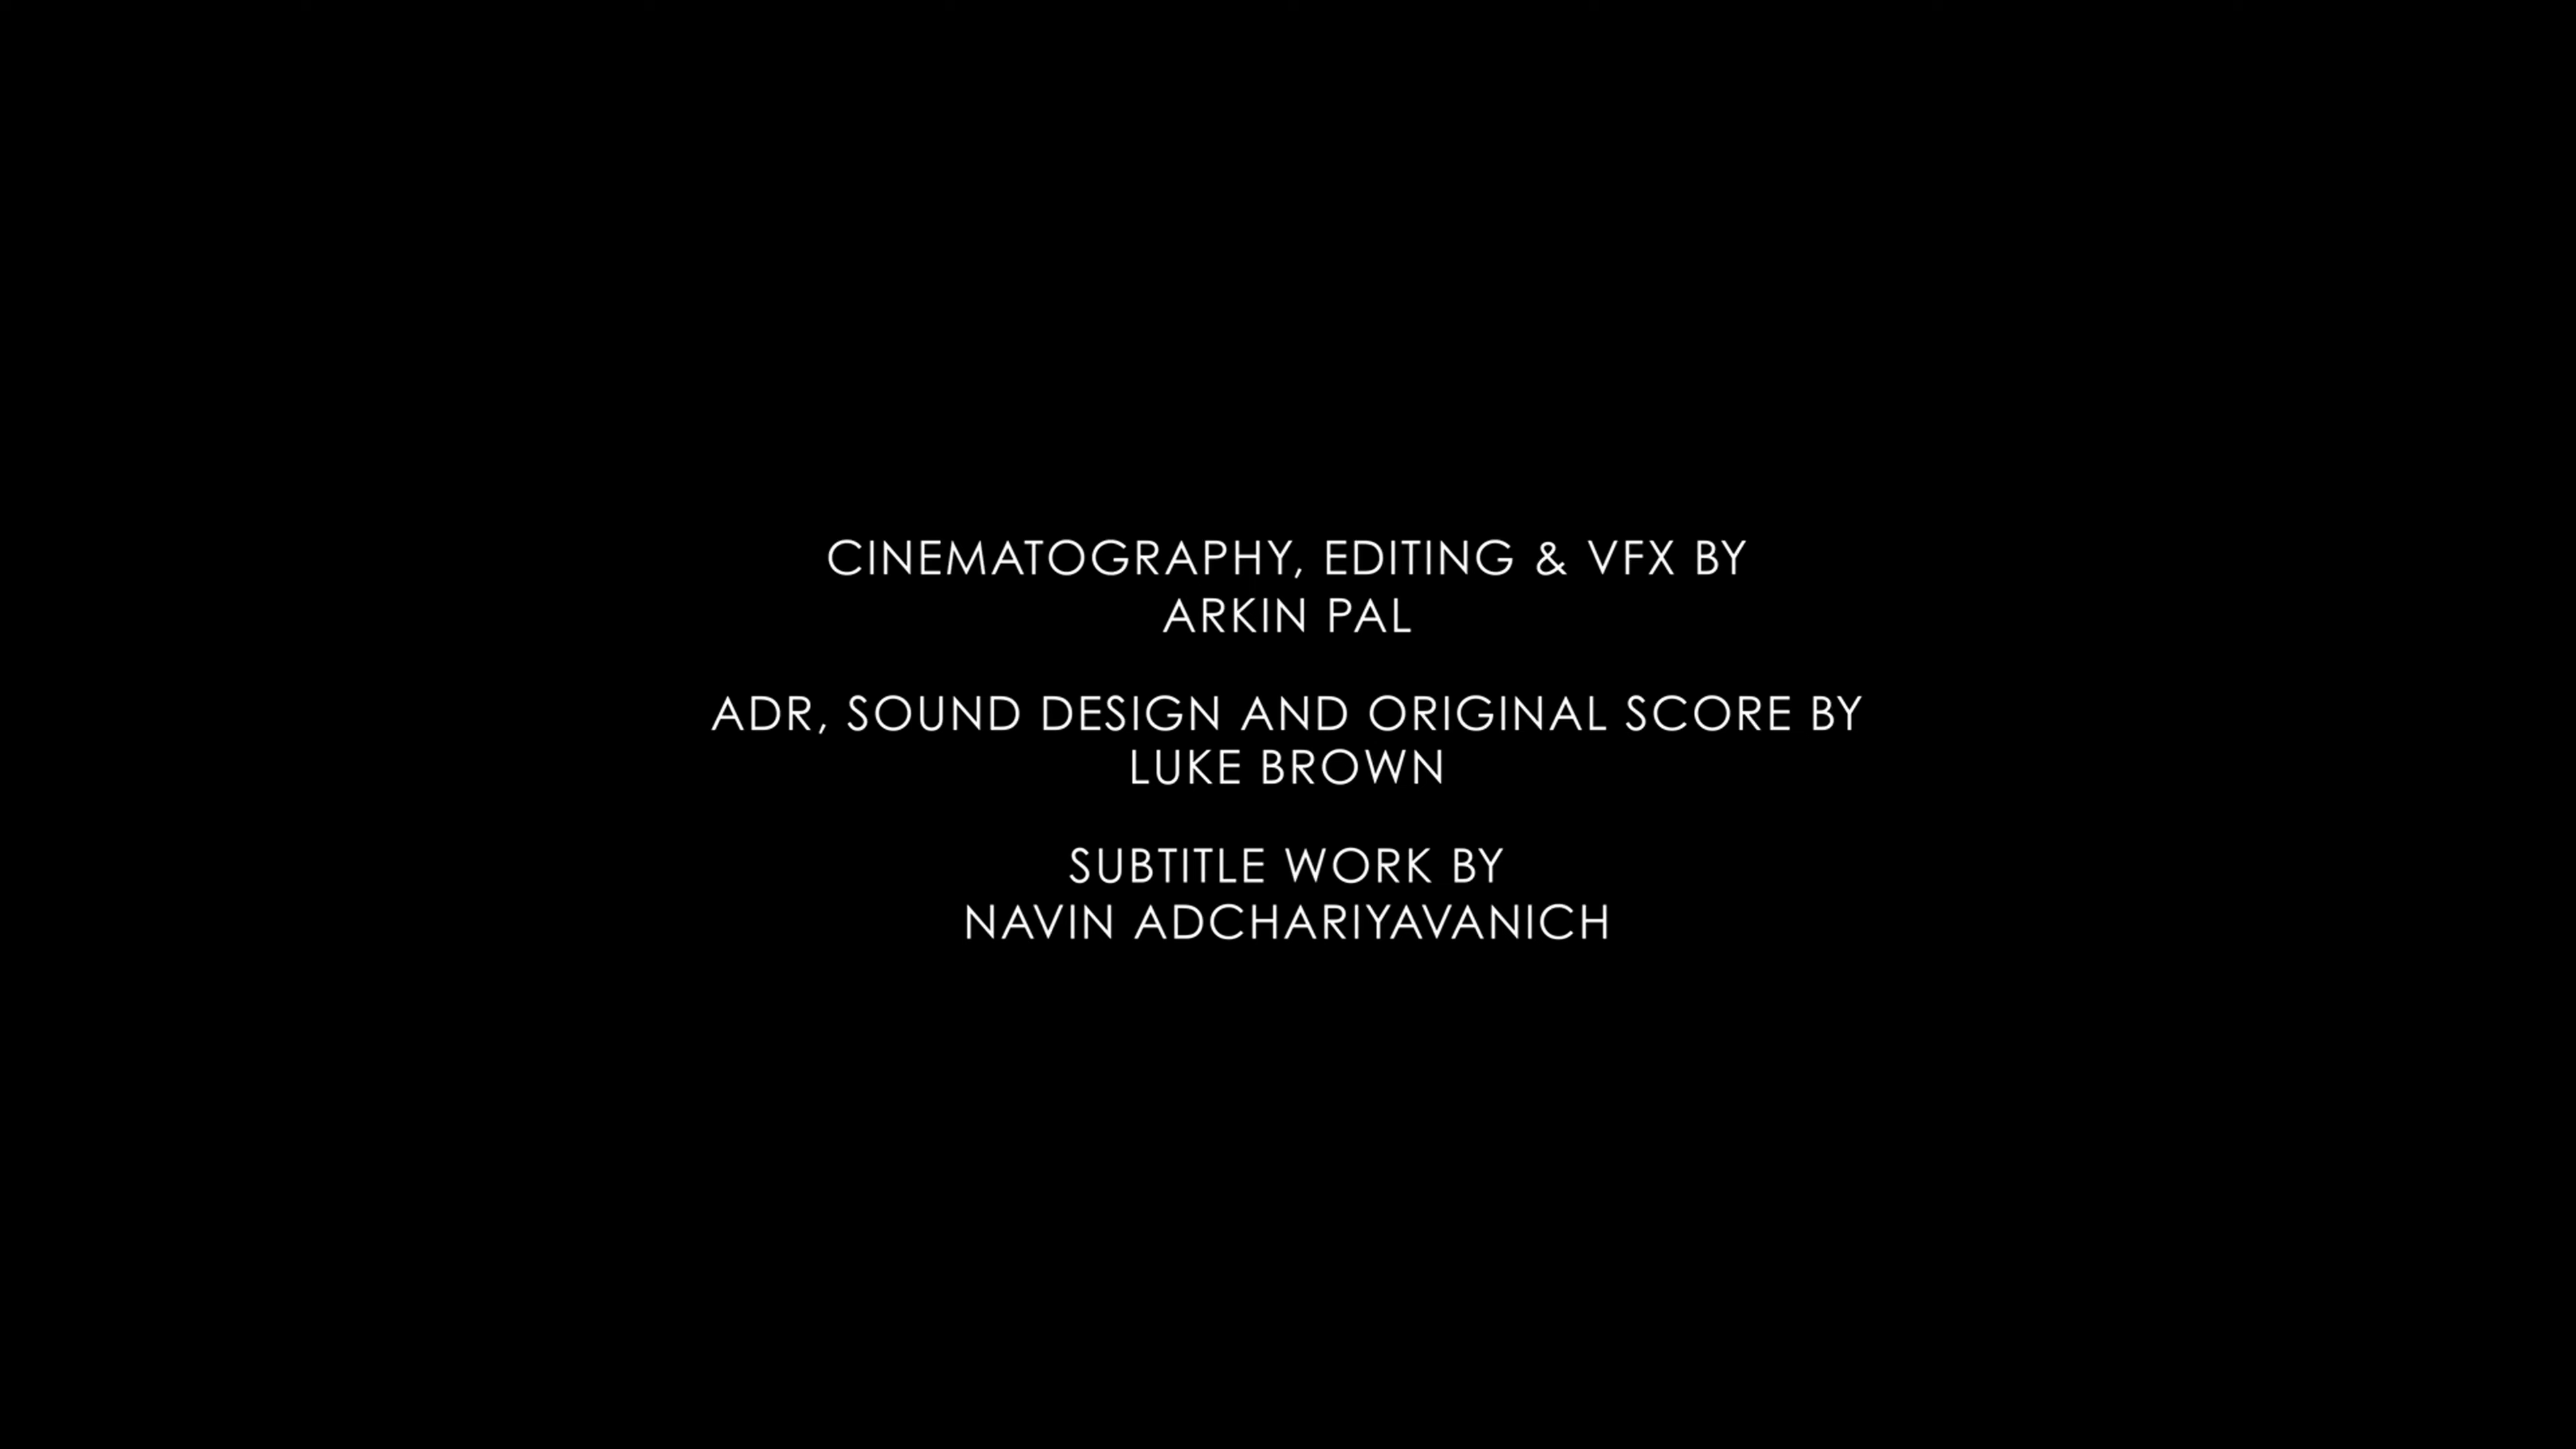 CINEMATOGRAPHY, EDITING & VFX BY
ARKIN PAL
ADR, SOUND DESIGN AND ORIGINAL SCORE BY
LUKE BROWN
SUBTITLE WORK BY
NAVIN ADCHARIYAVANICH